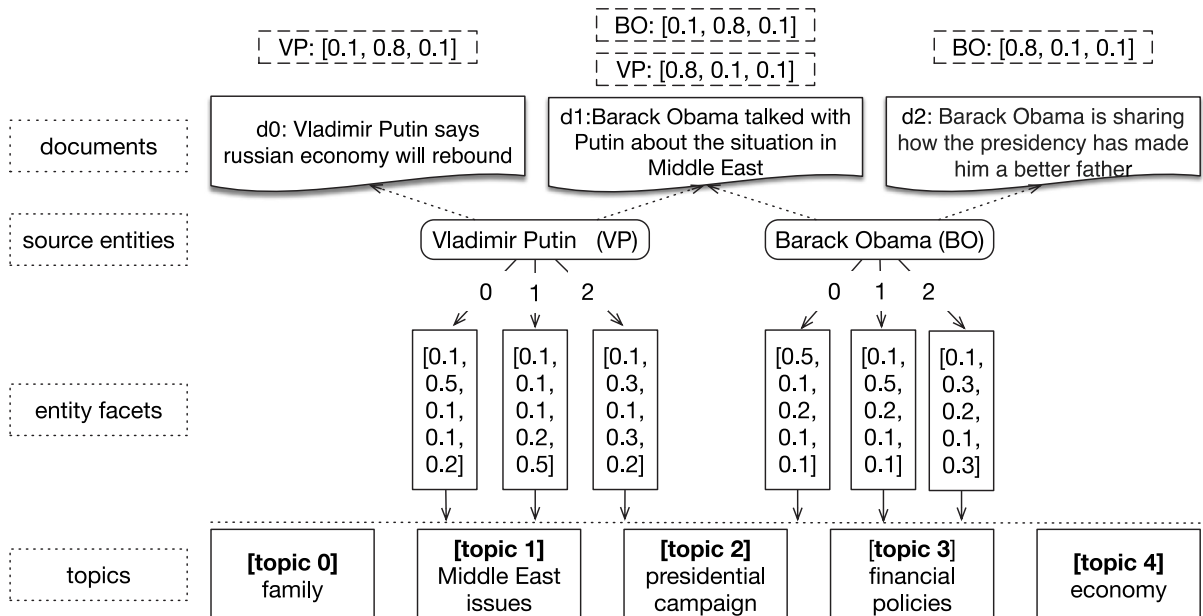 VP: [0.1, 0.8, 0.1]
BO: [0.1, 0.8, 0.1]
VP: [0.8, 0.1, 0.1]
BO: [0.8, 0.1, 0.1]
documents
d0: Vladimir Putin says
russian economy will rebound
d1:Barack Obama talked with
Putin about the situation in
Middle East
d2: Barack Obama is sharing
how the presidency has made
him a better father
source entities
Vladimir Putin (VP)
Barack Obama (BO)
0 1 2
0 1 2
entity facets
[0.1,
0.5,
0.1,
0.1,
0.2]
[0.1,
0.1,
0.1,
0.2,
0.5]
[0.1,
0.3,
0.1,
0.3,
0.2]
[0.5,
0.1,
0.2,
0.1,
0.1]
[0.1,
0.5,
0.2,
0.1,
0.1]
[0.1,
0.3,
0.2,
0.1,
0.3]
topics
[topic 0]
family
[topic 1]
Middle East
issues
[topic 2]
presidential
campaign
[topic 3]
financial
policies
[topic 4]
economy